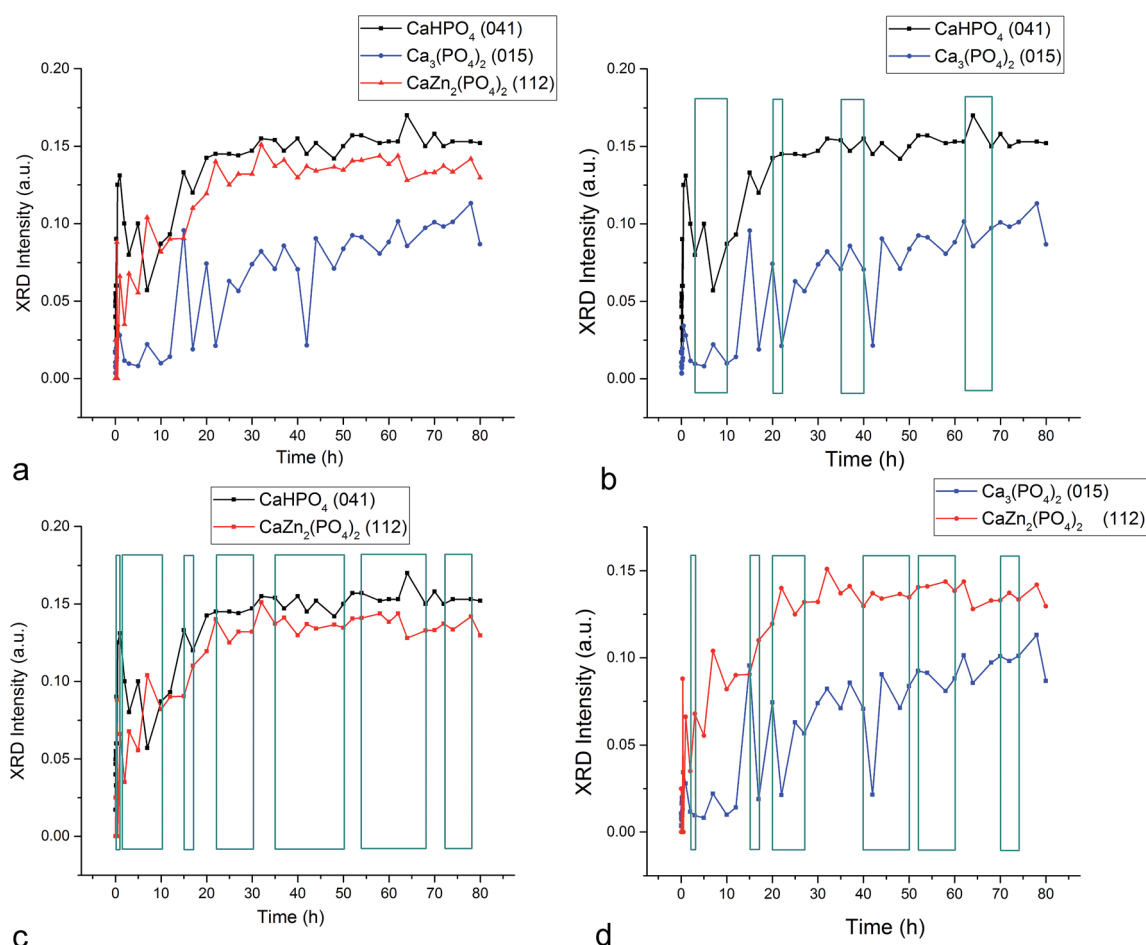 CaHPO₄ (041)
Ca₃(PO₄)₂ (015)
CaZn₂(PO₄)₂ (112)
0.20
0.15
0.10
0.05
0.00
XRD Intensity (a.u.)
0 10 20 30 40 50 60 70 80
Time (h)
a
CaHPO₄ (041)
Ca₃(PO₄)₂ (015)
0.20
0.15
0.10
0.05
0.00
XRD Intensity (a.u.)
0 10 20 30 40 50 60 70 80
Time (h)
b
CaHPO₄ (041)
CaZn₂(PO₄)₂ (112)
0.20
0.15
0.10
0.05
0.00
XRD Intensity (a.u.)
0 10 20 30 40 50 60 70 80
Time (h)
c
Ca₃(PO₄)₂ (015)
CaZn₂(PO₄)₂ (112)
0.15
0.10
0.05
0.00
XRD Intensity (a.u.)
0 10 20 30 40 50 60 70 80
Time (h)
d